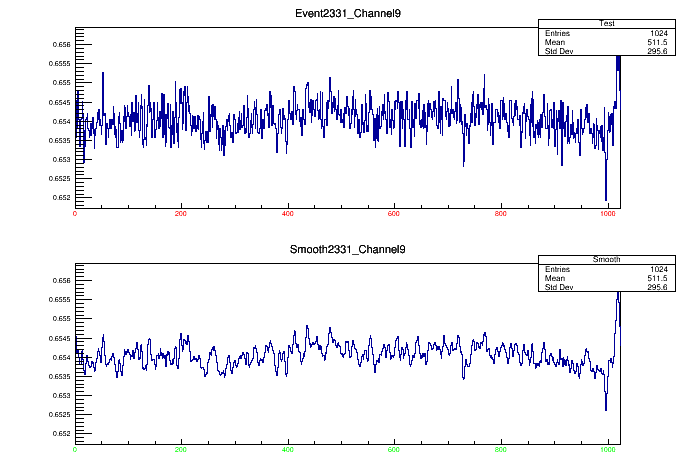 Event2331_Channel9
Test
Entries 1024
Mean 511.5
Std Dev 295.6
0.656
0.6555
0.655
0.6545
0.654
0.6535
0.653
0.6525
0.652
0 200 400 600 800 1000
Smooth2331_Channel9
Smooth
Entries 1024
Mean 511.5
Std Dev 295.6
0.656
0.6555
0.655
0.6545
0.654
0.6535
0.653
0.6525
0.652
0 200 400 600 800 1000